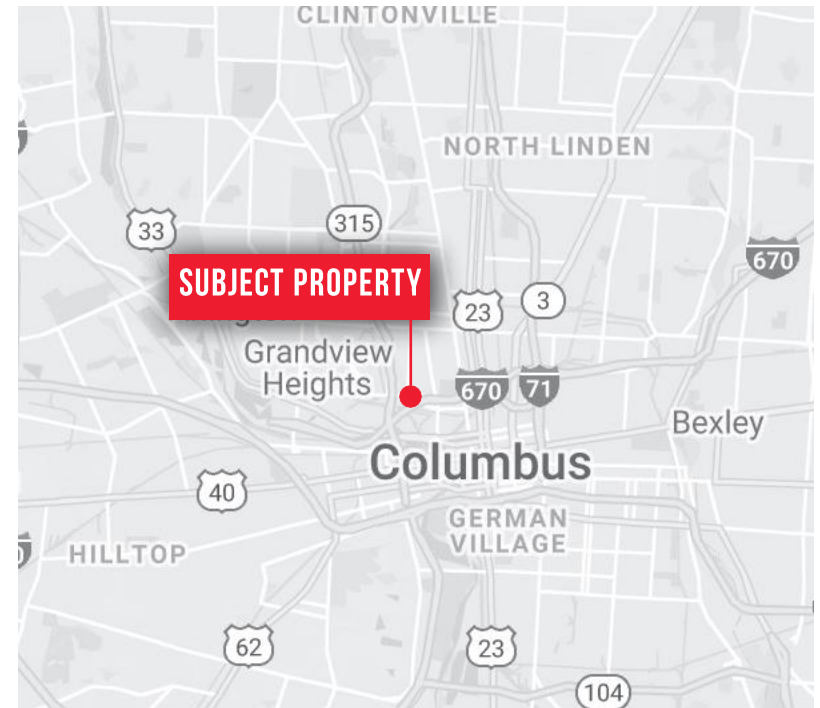 CLINTONVILLE
NORTH LINDEN
33
315
670
SUBJECT PROPERTY
23
3
Grandview
Heights
670
71
Bexley
Columbus
40
GERMAN
VILLAGE
HILLTOP
62
23
104